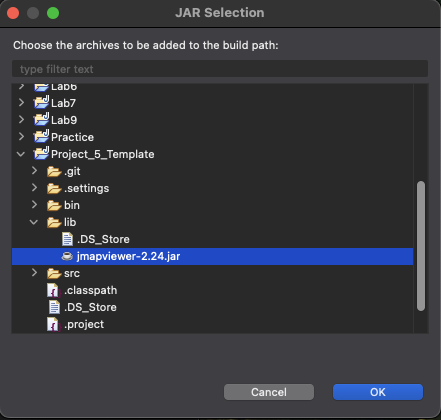 JAR Selection
Choose the archives to be added to the build path:
type filter text
Lab6
Lab7
Lab9
Practice
Project_5_Template
.git
.settings
bin
lib
.DS_Store
jmapviewer-2.24.jar
src
.classpath
.DS_Store
.project
Cancel
OK